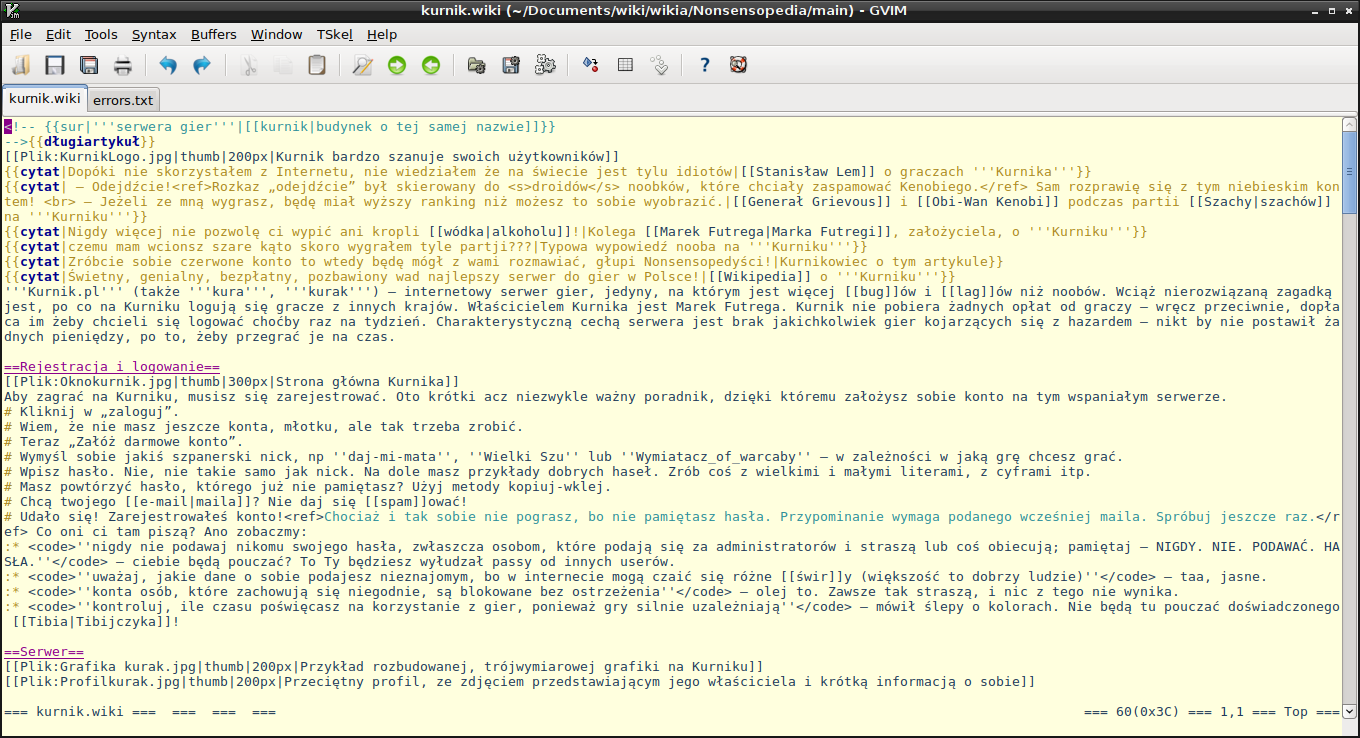 kurnik.wiki (~/Documents/wiki/wikia/Nonsensopedia/main) - GVIM
File Edit Tools Syntax Buffers Window TSkel Help
kurnik.wiki errors.txt
<!-- {{sur|'''serwera gier'''|[[kurnik|budynek o tej samej nazwie]]}}
-->{{długiartykuł}}
[[Plik:KurnikLogo.jpg|thumb|200px|Kurnik bardzo szanuje swoich użytkowników]]
{{cytat|Dopóki nie skorzystałem z Internetu, nie wiedziałem że na świecie jest tylu idiotów|[[Stanisław Lem]] o graczach '''Kurnika'''}}
{{cytat| – Odejdźcie!<ref>Rozkaz „odejdźcie” był skierowany do <s>droidów</s> noobków, które chciały zaspamować Kenobiego.</ref> Sam rozprawię się z tym niebieskim kon
tem! <br> – Jeżeli ze mną wygrasz, będę miał wyższy ranking niż możesz to sobie wyobrazić.|[[Generał Grievous]] i [[Obi-Wan Kenobi]] podczas partii [[Szachy|szachów]]
na '''Kurniku'''}}
{{cytat|Nigdy więcej nie pozwolę ci wypić ani kropli [[wódka|alkoholu]]!|Kolega [[Marek Futrega|Marka Futregi]], założyciela, o '''Kurniku'''}}
{{cytat|czemu mam wcionsz szare kąto skoro wygrałem tyle partji???|Typowa wypowiedź nooba na '''Kurniku'''}}
{{cytat|Zróbcie sobie czerwone konto to wtedy będę mógł z wami rozmawiać, głupi Nonsensopedyści!|Kurnikowiec o tym artykule}}
{{cytat|Świetny, genialny, bezpłatny, pozbawiony wad najlepszy serwer do gier w Polsce!|[[Wikipedia]] o '''Kurniku'''}}
'''Kurnik.pl''' (także '''kura''', '''kurak''') – internetowy serwer gier, jedyny, na którym jest więcej [[bug]]ów i [[lag]]ów niż noobów. Wciąż nierozwiązaną zagadką
jest, po co na Kurniku logują się gracze z innych krajów. Właścicielem Kurnika jest Marek Futrega. Kurnik nie pobiera żadnych opłat od graczy – wręcz przeciwnie, dopła
ca im żeby chcieli się logować choćby raz na tydzień. Charakterystyczną cechą serwera jest brak jakichkolwiek gier kojarzących się z hazardem – nikt by nie postawił ża
dnych pieniędzy, po to, żeby przegrać je na czas.
==Rejestracja i logowanie==
[[Plik:Oknokurnik.jpg|thumb|300px|Strona główna Kurnika]]
Aby zagrać na Kurniku, musisz się zarejestrować. Oto krótki acz niezwykle ważny poradnik, dzięki któremu założysz sobie konto na tym wspaniałym serwerze.
# Kliknij w „zaloguj”.
# Wiem, że nie masz jeszcze konta, młotku, ale tak trzeba zrobić.
# Teraz „Załóż darmowe konto”.
# Wymyśl sobie jakiś szpanerski nick, np ''daj-mi-mata'', ''Wielki Szu'' lub ''Wymiatacz_of_warcaby'' – w zależności w jaką grę chcesz grać.
# Wpisz hasło. Nie, nie takie samo jak nick. Na dole masz przykłady dobrych haseł. Zrób coś z wielkimi i małymi literami, z cyframi itp.
# Masz powtórzyć hasło, którego już nie pamiętasz? Użyj metody kopiuj-wklej.
# Chcą twojego [[e-mail|maila]]? Nie daj się [[spam]]ować!
# Udało się! Zarejestrowałeś konto!<ref>Chociaż i tak sobie nie pograsz, bo nie pamiętasz hasła. Przypominanie wymaga podanego wcześniej maila. Spróbuj jeszcze raz.</r
ef> Co oni ci tam piszą? Ano zobaczmy:
:* <code>''nigdy nie podawaj nikomu swojego hasła, zwłaszcza osobom, które podają się za administratorów i straszą lub coś obiecują; pamiętaj – NIGDY. NIE. PODAWAĆ. HA
SŁA.''</code> – ciebie będą pouczać? To Ty będziesz wyłudzał passy od innych userów.
:* <code>''uważaj, jakie dane o sobie podajesz nieznajomym, bo w internecie mogą czaić się różne [[świr]]y (większość to dobrzy ludzie)''</code> – taa, jasne.
:* <code>''konta osób, które zachowują się niegodnie, są blokowane bez ostrzeżenia''</code> – olej to. Zawsze tak straszą, i nic z tego nie wynika.
:* <code>''kontroluj, ile czasu poświęcasz na korzystanie z gier, ponieważ gry silnie uzależniają''</code> – mówił ślepy o kolorach. Nie będą tu pouczać doświadczonego
[[Tibia|Tibijczyka]]!
==Serwer==
[[Plik:Grafika kurak.jpg|thumb|200px|Przykład rozbudowanej, trójwymiarowej grafiki na Kurniku]]
[[Plik:Profilkurak.jpg|thumb|200px|Przeciętny profil, ze zdjęciem przedstawiającym jego właściciela i krótką informacją o sobie]]
=== kurnik.wiki === === === === === 60(0x3C) === 1,1 === Top ===